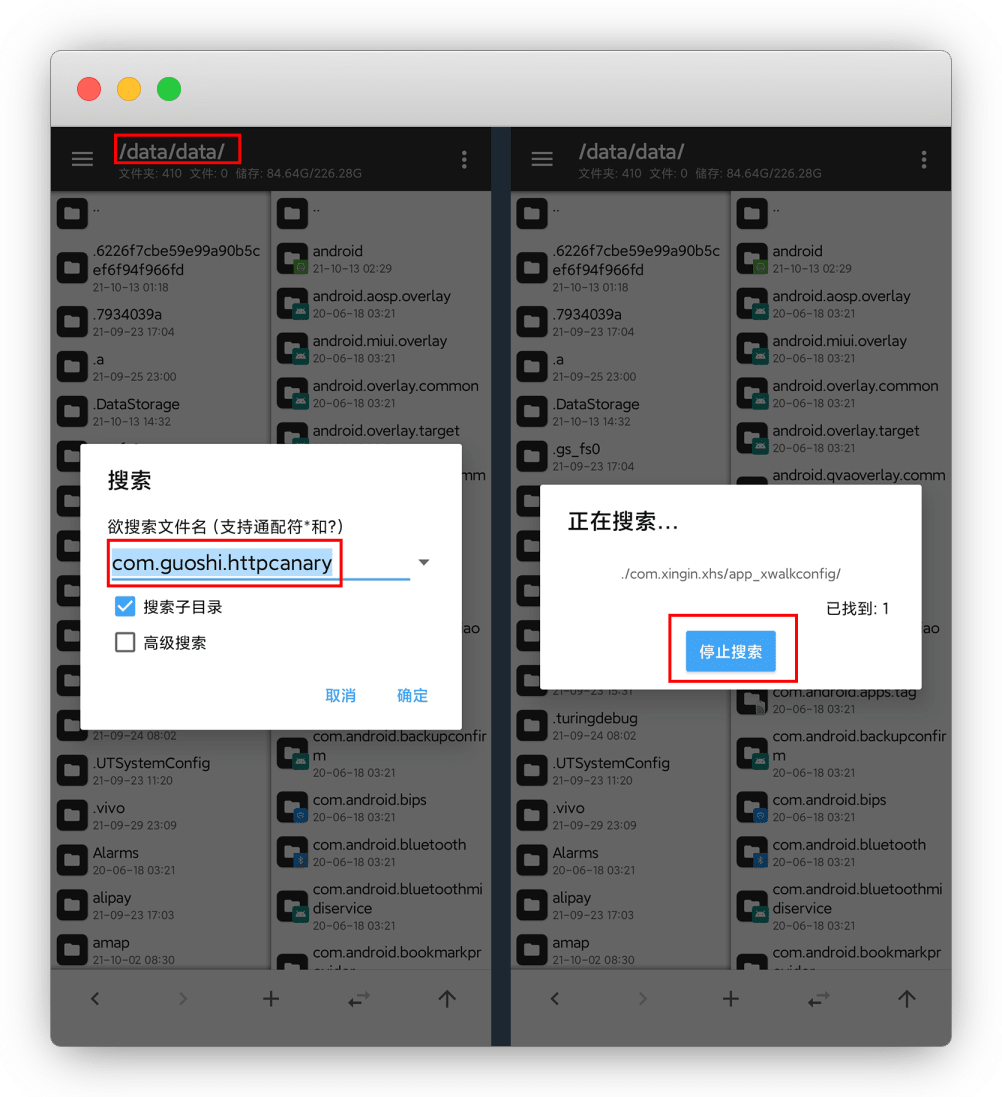 /data/data/
文件夹: 410 文件: 0 储存: 84.64G/226.28G
..
.6226f7cbe59e99a90b5c
ef6f94f966fd
21-10-13 01:18
.7934039a
21-09-23 17:04
.a
21-09-25 23:00
.DataStorage
21-10-13 14:32
21-09-24 08:02
.UTSystemConfig
21-09-23 11:20
.vivo
21-09-29 23:09
Alarms
20-06-18 03:21
alipay
21-09-23 17:03
amap
21-10-02 08:30
..
android
21-10-13 02:29
android.aosp.overlay
20-06-18 03:21
android.miui.overlay
20-06-18 03:21
android.overlay.common
20-06-18 03:21
android.overlay.target
mm
ao
com.android.backupconfir
m
20-06-18 03:21
com.android.bips
20-06-18 03:21
com.android.bluetooth
20-06-18 03:21
com.android.bluetoothmi
diservice
20-06-18 03:21
com.android.bookmarkpr
ovider
搜索
欲搜索文件名 (支持通配符*和?)
com.guoshi.httpcanary
搜索子目录
高级搜索
取消 确定
/data/data/
文件夹: 410 文件: 0 储存: 84.64G/226.28G
..
.6226f7cbe59e99a90b5c
ef6f94f966fd
21-10-13 01:18
.7934039a
21-09-23 17:04
.a
21-09-25 23:00
.DataStorage
21-10-13 14:32
.gs_fs0
21-09-23 17:04
21-09-23 15:31
.turingdebug
21-09-24 08:02
.UTSystemConfig
21-09-23 11:20
.vivo
21-09-29 23:09
Alarms
20-06-18 03:21
alipay
21-09-23 17:03
amap
21-10-02 08:30
..
android
21-10-13 02:29
android.aosp.overlay
20-06-18 03:21
android.miui.overlay
20-06-18 03:21
android.overlay.common
20-06-18 03:21
android.overlay.target
20-06-18 03:21
android.qvaoverlay.comm
ao
com.android.apps.tag
20-06-18 03:21
com.android.backupconfir
m
20-06-18 03:21
com.android.bips
20-06-18 03:21
com.android.bluetooth
20-06-18 03:21
com.android.bluetoothmi
diservice
20-06-18 03:21
com.android.bookmarkpr
ovider
正在搜索...
./com.xingin.xhs/app_xwalkconfig/
已找到: 1
停止搜索